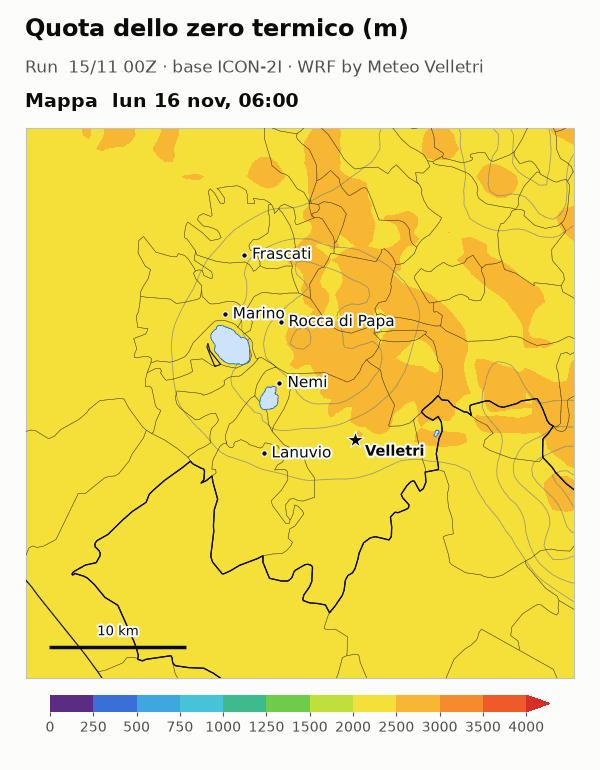 Quota dello zero termico (m)
Run  15/11 00Z · base ICON-2I · WRF by Meteo Velletri
Mappa  lun 16 nov, 06:00
Frascati
Marino
Rocca di Papa
Nemi
Velletri
Lanuvio
10 km
0 250 500 750 1000 1250 1500 2000 2500 3000 3500 4000